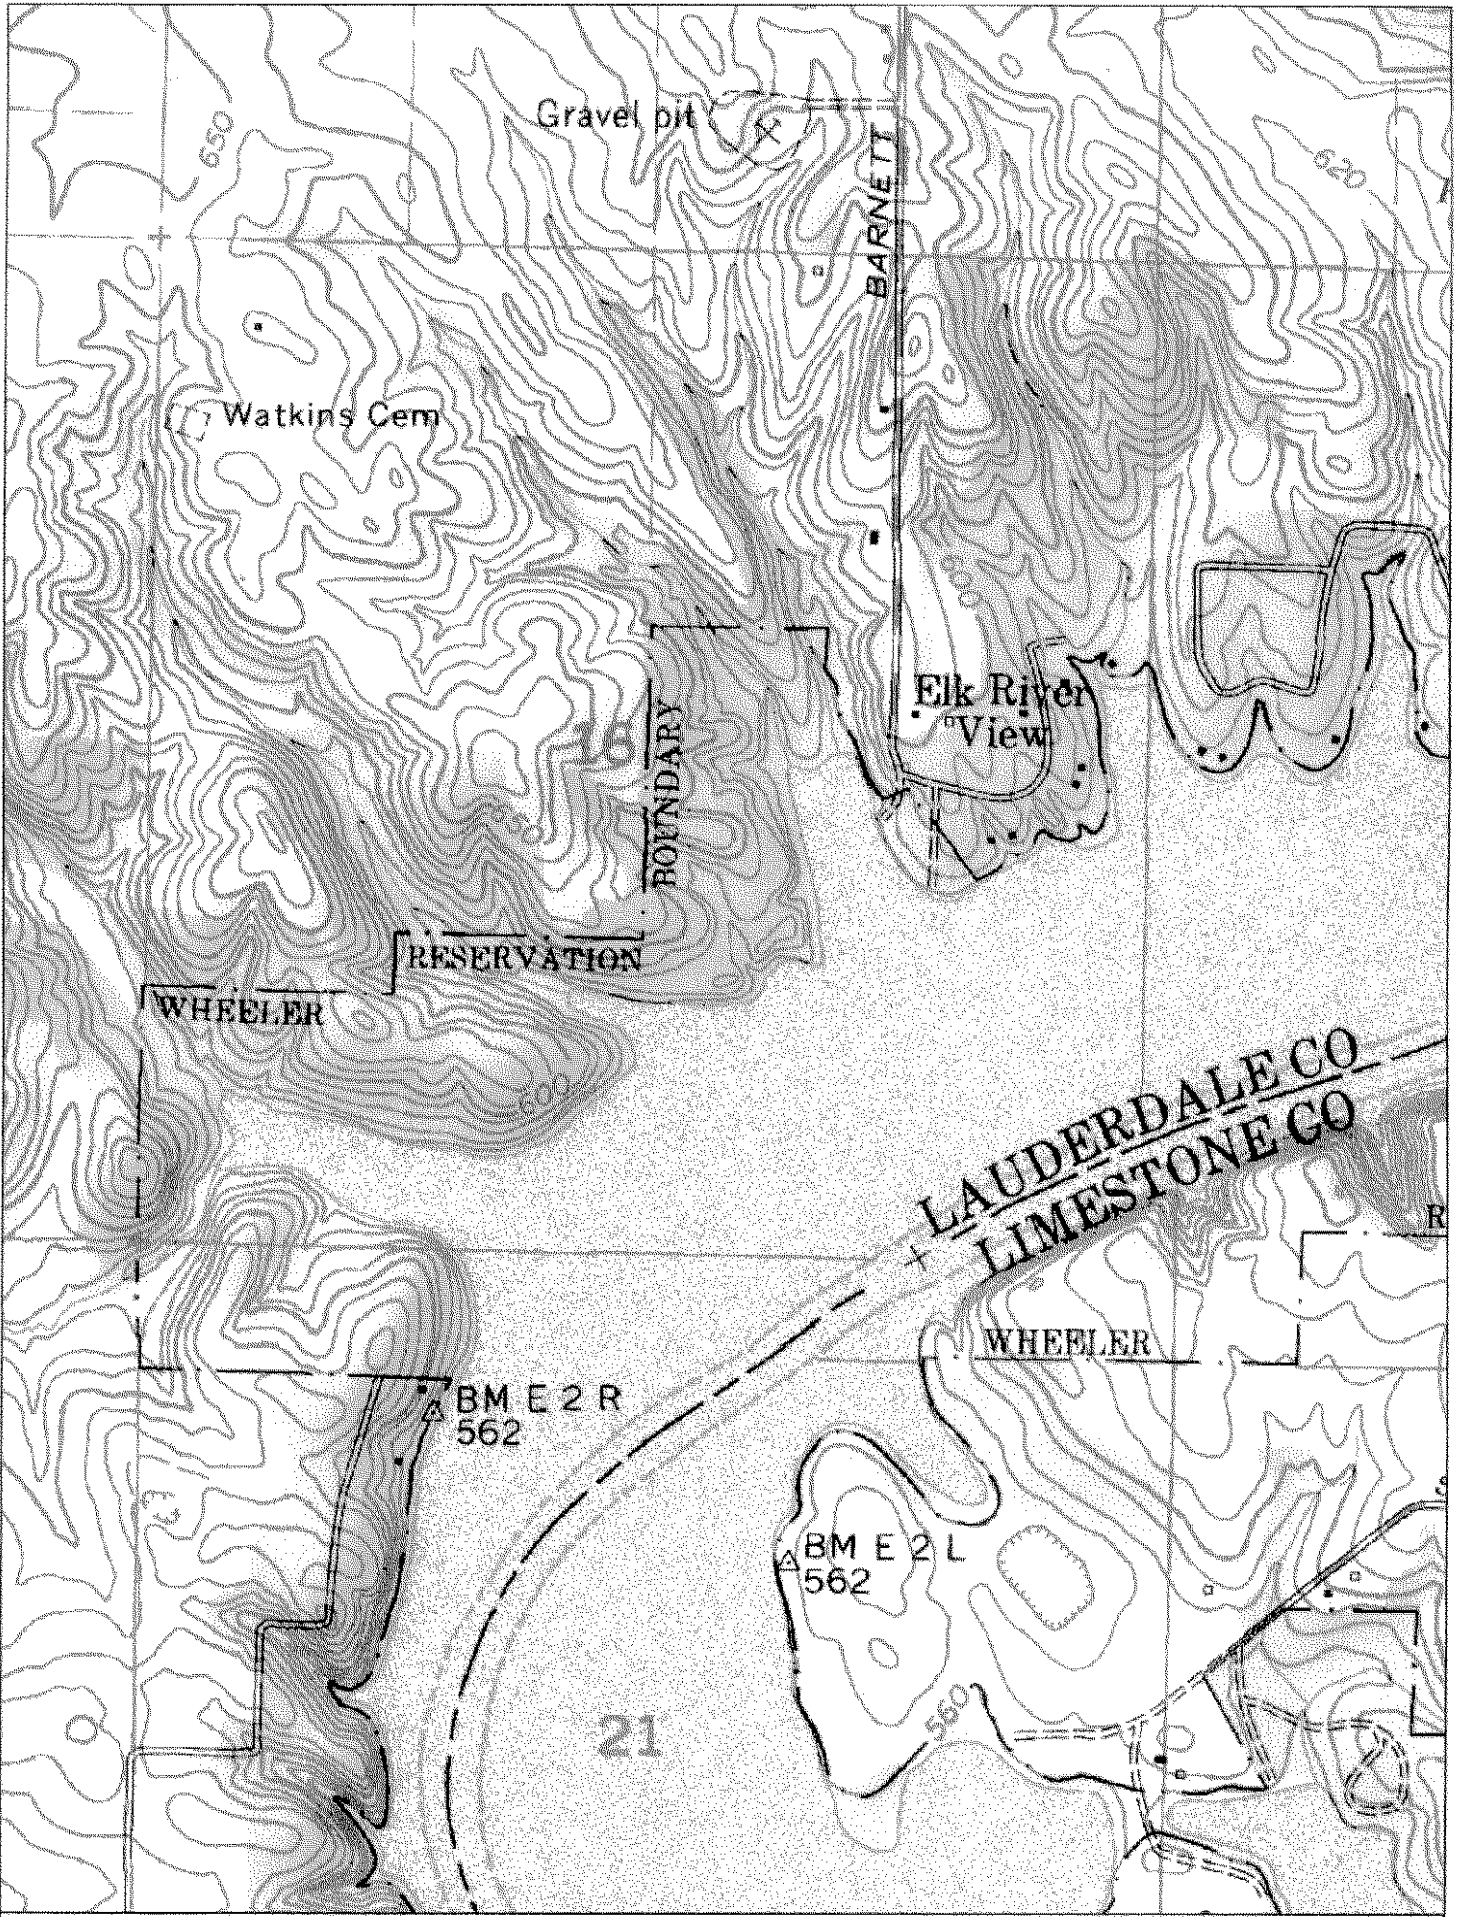 Gravel pit
650
BARNETT
620
Watkins Cem
Elk River
View
BOUNDARY
RESERVATION
WHEELER
600
LAUDERDALE CO
LIMESTONE CO
R
WHEELER
BM E 2 R
562
BM E 2 L
562
560
21